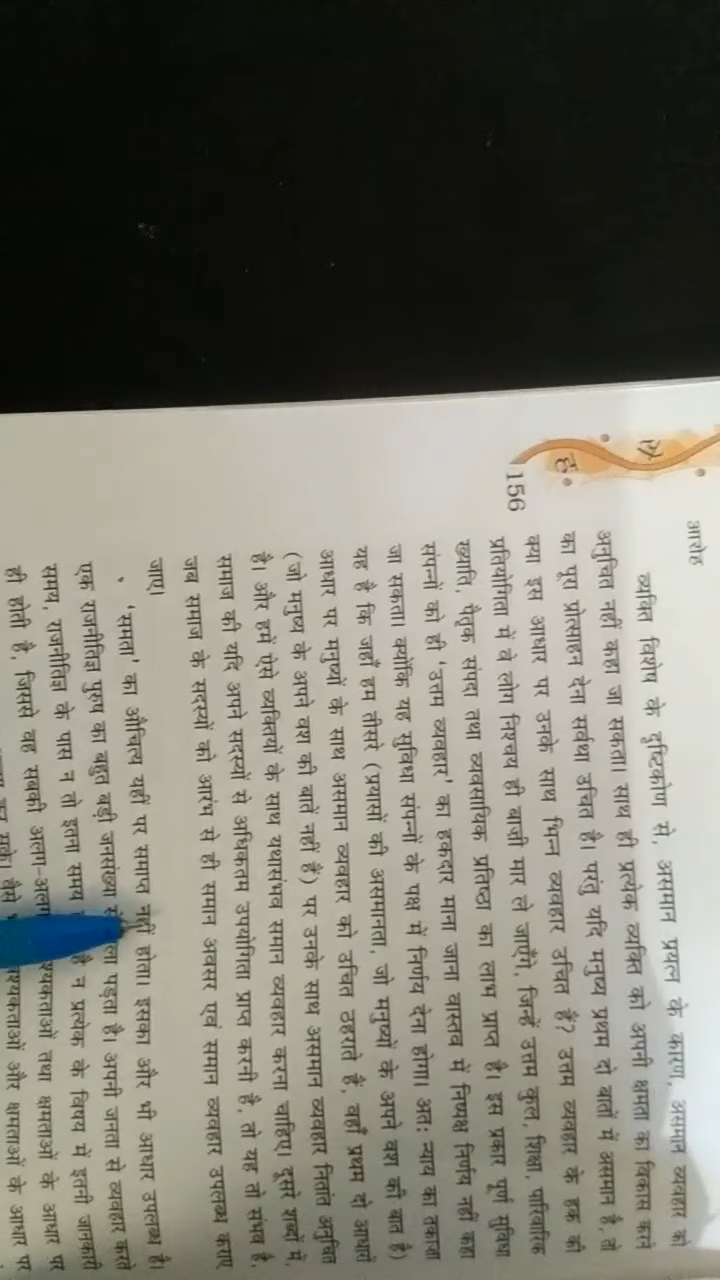 आरोह
व्यक्ति विशेष के दृष्टिकोण से, असमान प्रयत्न के कारण, असमान व्यवहार को
अनुचित नहीं कहा जा सकता। साथ ही प्रत्येक व्यक्ति को अपनी क्षमता का विकास करने
का पूरा प्रोत्साहन देना सर्वथा उचित है। परंतु यदि मनुष्य प्रथम दो बातों में असमान है, तो
क्या इस आधार पर उनके साथ भिन्न व्यवहार उचित है? उत्तम व्यवहार के हक की
प्रतियोगिता में वे लोग निश्चय ही बाजी मार ले जाएँगे, जिन्हें उत्तम कुल, शिक्षा, पारिवारिक
ख्याति, पैतृक संपदा तथा व्यवसायिक प्रतिष्ठा का लाभ प्राप्त है। इस प्रकार पूर्ण सुविधा
संपन्नों को ही 'उत्तम व्यवहार' का हकदार माना जाना वास्तव में निष्पक्ष निर्णय नहीं कहा
जा सकता। क्योंकि यह सुविधा संपन्नों के पक्ष में निर्णय देना होगा। अतः न्याय का तकाजा
यह है कि जहाँ हम तीसरे (प्रयासों की असमानता, जो मनुष्यों के अपने वश की बात है)
आधार पर मनुष्यों के साथ असमान व्यवहार को उचित ठहराते हैं, वहाँ प्रथम दो आधारों
(जो मनुष्य के अपने वश की बातें नहीं हैं) पर उनके साथ असमान व्यवहार नितांत अनुचित
है। और हमें ऐसे व्यक्तियों के साथ यथासंभव समान व्यवहार करना चाहिए। दूसरे शब्दों में,
समाज को यदि अपने सदस्यों से अधिकतम उपयोगिता प्राप्त करनी है, तो यह तो संभव है,
जब समाज के सदस्यों को आरंभ से ही समान अवसर एवं समान व्यवहार उपलब्ध कराए
जाए।
'समता' का औचित्य यहीं पर समाप्त नहीं होता। इसका और भी आधार उपलब्ध है।
एक राजनीतिज्ञ पुरुष का बहुत बड़ी जनसंख्या पड़ता है। अपनी जनता से व्यवहार करते
समय, राजनीतिज्ञ के पास न तो इतना समय है न प्रत्येक के विषय में इतनी जानकारी
ही होती है, जिससे वह सबकी तथा क्षमताओं के आधार पर
और क्षमताओं के आधार पर
156